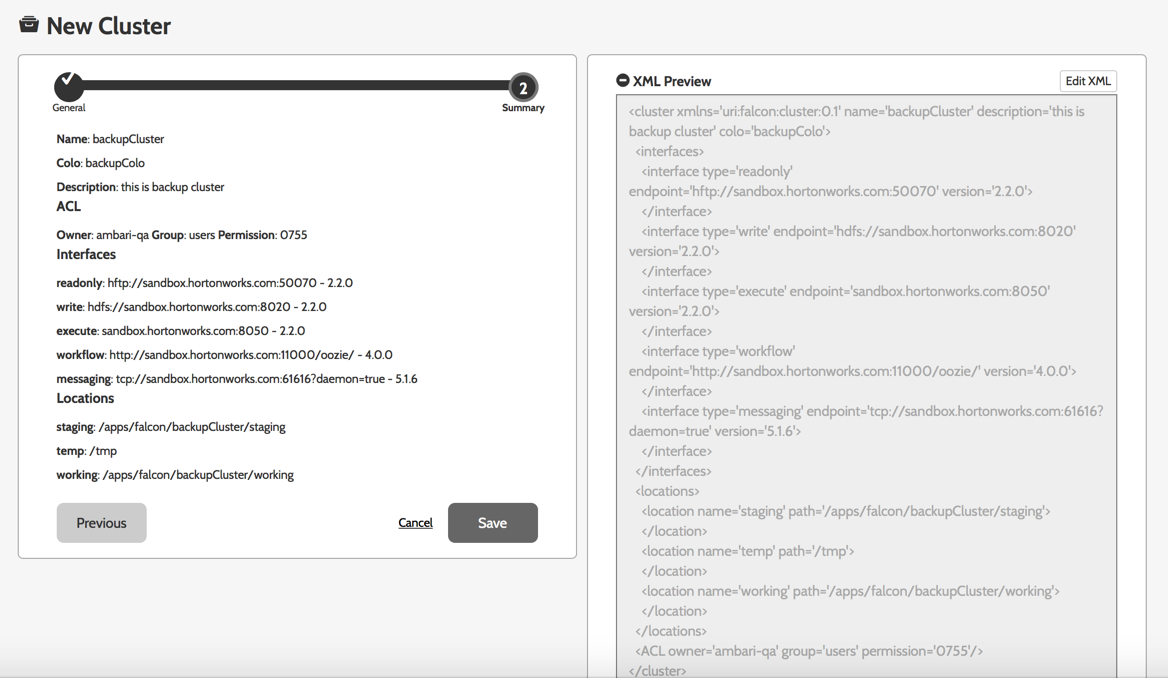 New Cluster
2
General
Summary
Name: backupCluster
Colo: backupColo
Description: this is backup cluster
ACL
Owner: ambari-qa Group: users Permission: 0755
Interfaces
readonly: hftp://sandbox.hortonworks.com:50070 - 2.2.0
write: hdfs://sandbox.hortonworks.com:8020 - 2.2.0
execute: sandbox.hortonworks.com:8050 - 2.2.0
workflow: http://sandbox.hortonworks.com:11000/oozie/ - 4.0.0
messaging: tcp://sandbox.hortonworks.com:61616?daemon=true - 5.1.6
Locations
staging: /apps/falcon/backupCluster/staging
temp: /tmp
working: /apps/falcon/backupCluster/working
Previous
Cancel
Save
XML Preview
Edit XML
<cluster xmlns='uri:falcon:cluster:0.1' name='backupCluster' description='this is
backup cluster' colo='backupColo'>
<interfaces>
<interface type='readonly'
endpoint='hftp://sandbox.hortonworks.com:50070' version='2.2.0'>
</interface>
<interface type='write' endpoint='hdfs://sandbox.hortonworks.com:8020'
version='2.2.0'>
</interface>
<interface type='execute' endpoint='sandbox.hortonworks.com:8050'
version='2.2.0'>
</interface>
<interface type='workflow'
endpoint='http://sandbox.hortonworks.com:11000/oozie/' version='4.0.0'>
</interface>
<interface type='messaging' endpoint='tcp://sandbox.hortonworks.com:61616?
daemon=true' version='5.1.6'>
</interface>
</interfaces>
<locations>
<location name='staging' path='/apps/falcon/backupCluster/staging'>
</location>
<location name='temp' path='/tmp'>
</location>
<location name='working' path='/apps/falcon/backupCluster/working'>
</location>
</locations>
<ACL owner='ambari-qa' group='users' permission='0755'/>
</cluster>